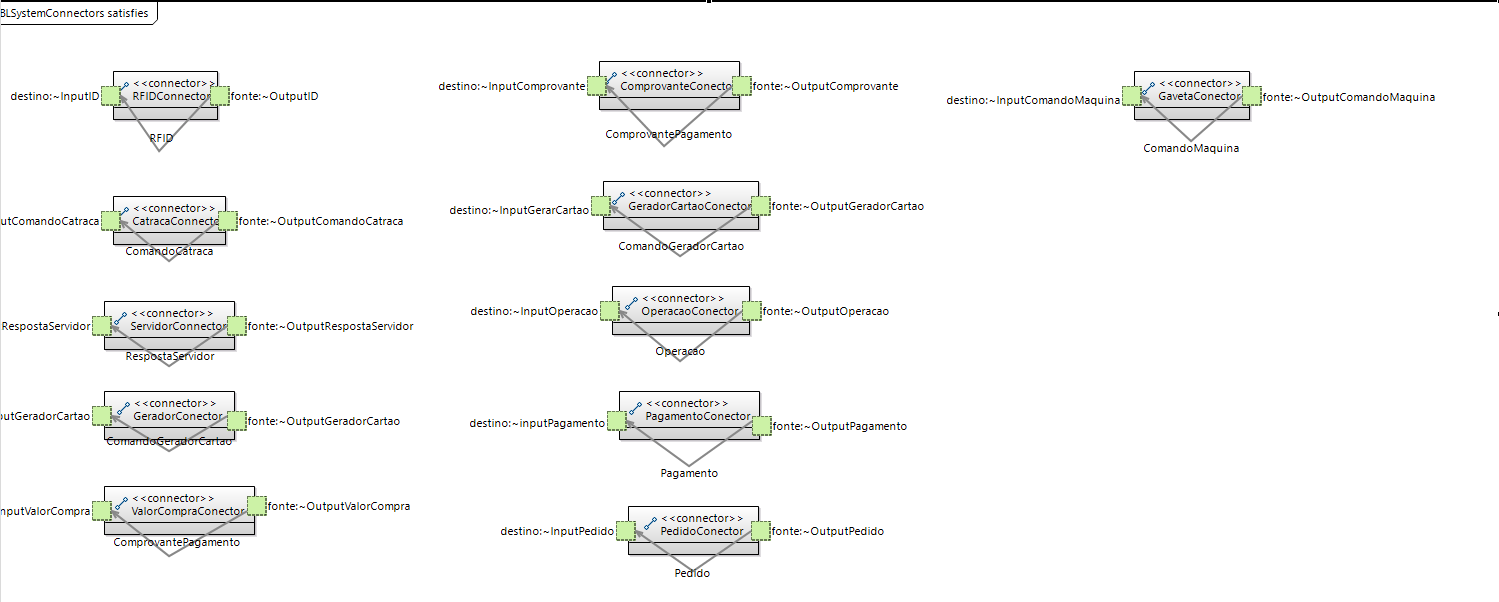 BLSystemConnectors satisfies
<<connector>>
destino:~InputID
RFIDConnector
fonte:~OutputID
RFID
<<connector>>
utComandoCatraca
CatracaConnecto
fonte:~OutputComandoCatraca
ComandoCatraca
<<connector>>
RespostaServidor
ServidorConnector
fonte:~OutputRespostaServidor
RespostaServidor
<<connector>>
utGeradorCartao
GeradorConector
fonte:~OutputGeradorCartao
ComandoGeradorCartao
<<connector>>
nputValorCompra
ValorCompraConector
fonte:~OutputValorCompra
ComprovantePagamento
<<connector>>
destino:~InputComprovante
ComprovanteConecto
fonte:~OutputComprovante
ComprovantePagamento
<<connector>>
destino:~InputGerarCartao
GeradorCartaoConector
fonte:~OutputGeradorCartao
ComandoGeradorCartao
<<connector>>
destino:~InputOperacao
OperacaoConector
fonte:~OutputOperacao
Operacao
<<connector>>
destino:~inputPagamento
PagamentoConector
fonte:~OutputPagamento
Pagamento
<<connector>>
destino:~InputPedido
PedidoConector
fonte:~OutputPedido
Pedido
<<connector>>
destino:~InputComandoMaquina
GavetaConector
fonte:~OutputComandoMaquina
ComandoMaquina